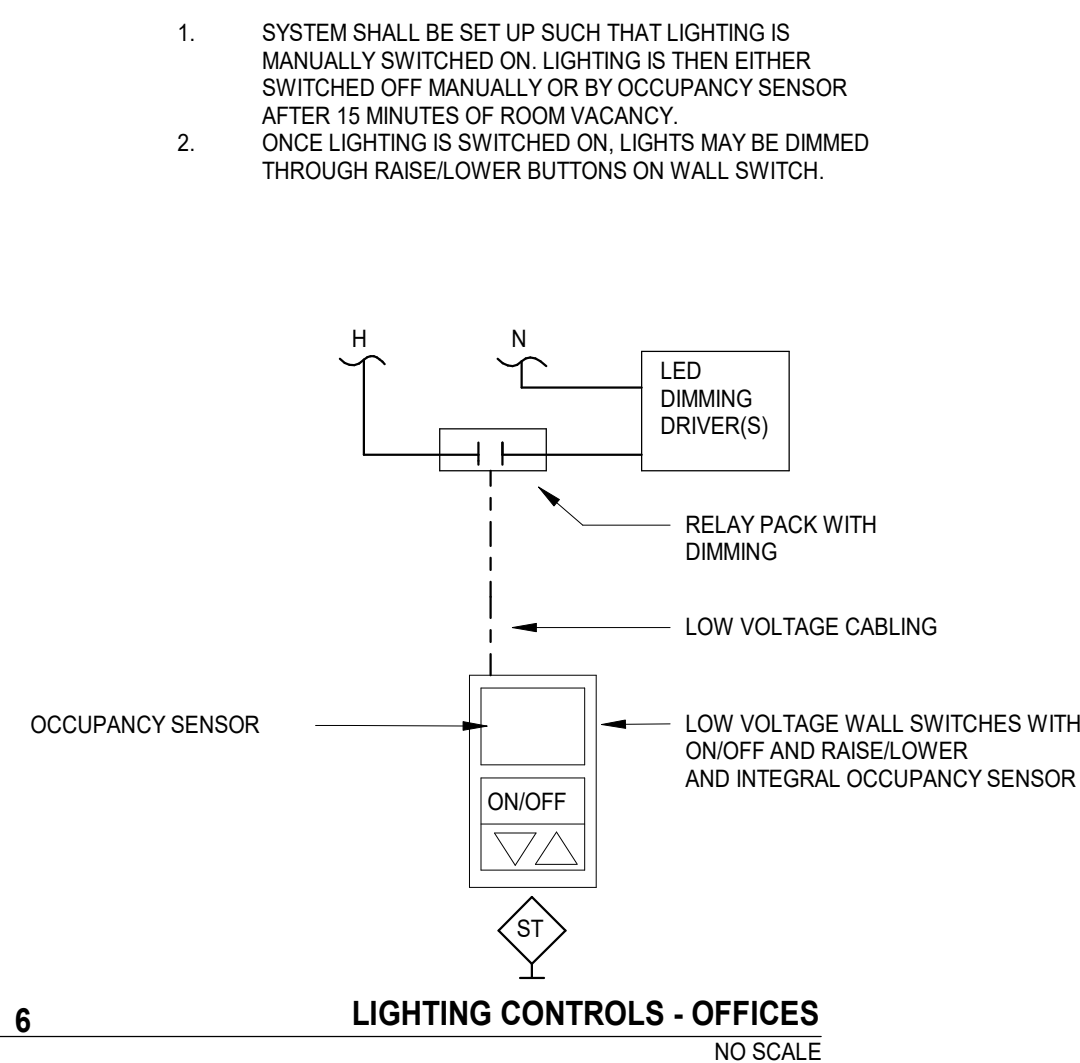 1. SYSTEM SHALL BE SET UP SUCH THAT LIGHTING IS
MANUALLY SWITCHED ON. LIGHTING IS THEN EITHER
SWITCHED OFF MANUALLY OR BY OCCUPANCY SENSOR
AFTER 15 MINUTES OF ROOM VACANCY.
2. ONCE LIGHTING IS SWITCHED ON, LIGHTS MAY BE DIMMED
THROUGH RAISE/LOWER BUTTONS ON WALL SWITCH.
H
N
LED
DIMMING
DRIVER(S)
RELAY PACK WITH
DIMMING
LOW VOLTAGE CABLING
OCCUPANCY SENSOR
LOW VOLTAGE WALL SWITCHES WITH
ON/OFF AND RAISE/LOWER
AND INTEGRAL OCCUPANCY SENSOR
ON/OFF
ST
6
LIGHTING CONTROLS - OFFICES
NO SCALE